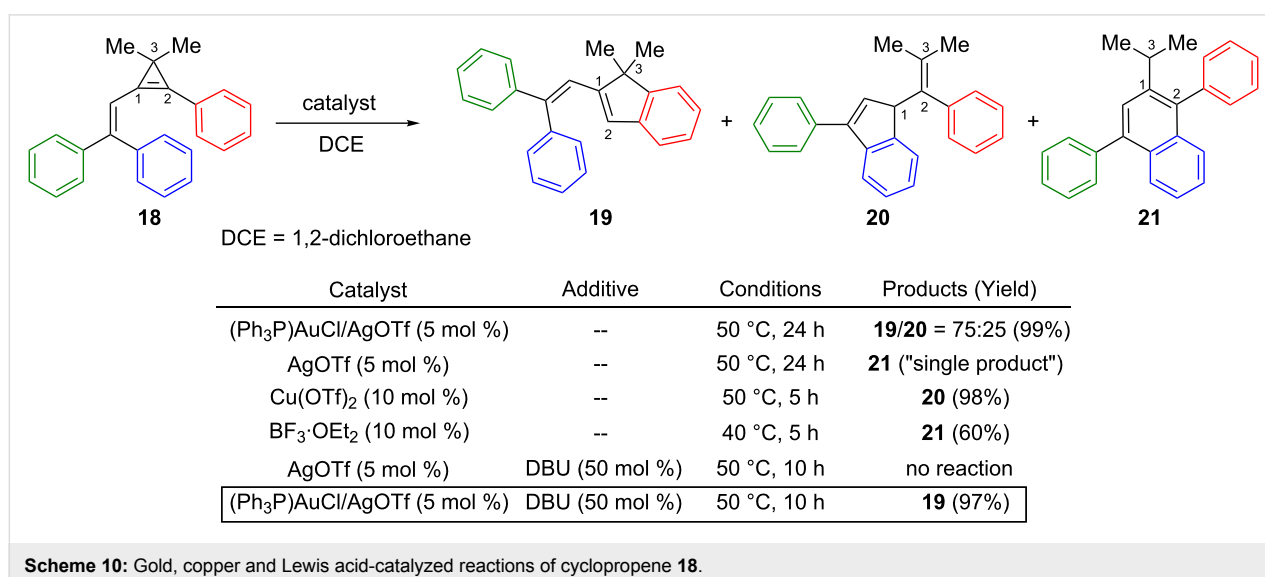 Me 3 Me
1 2
18
catalyst
DCE
Me Me
1 3
2
19
+
Me 3 Me
2
1
20
+
Me 3 Me
1 2
21
DCE = 1,2-dichloroethane
Catalyst Additive Conditions Products (Yield)
(Ph3P)AuCl/AgOTf (5 mol %) -- 50 °C, 24 h 19/20 = 75:25 (99%)
AgOTf (5 mol %) -- 50 °C, 24 h 21 ("single product")
Cu(OTf)2 (10 mol %) -- 50 °C, 5 h 20 (98%)
BF3·OEt2 (10 mol %) -- 40 °C, 5 h 21 (60%)
AgOTf (5 mol %) DBU (50 mol %) 50 °C, 10 h no reaction
(Ph3P)AuCl/AgOTf (5 mol %) DBU (50 mol %) 50 °C, 10 h 19 (97%)
Scheme 10: Gold, copper and Lewis acid-catalyzed reactions of cyclopropene 18.